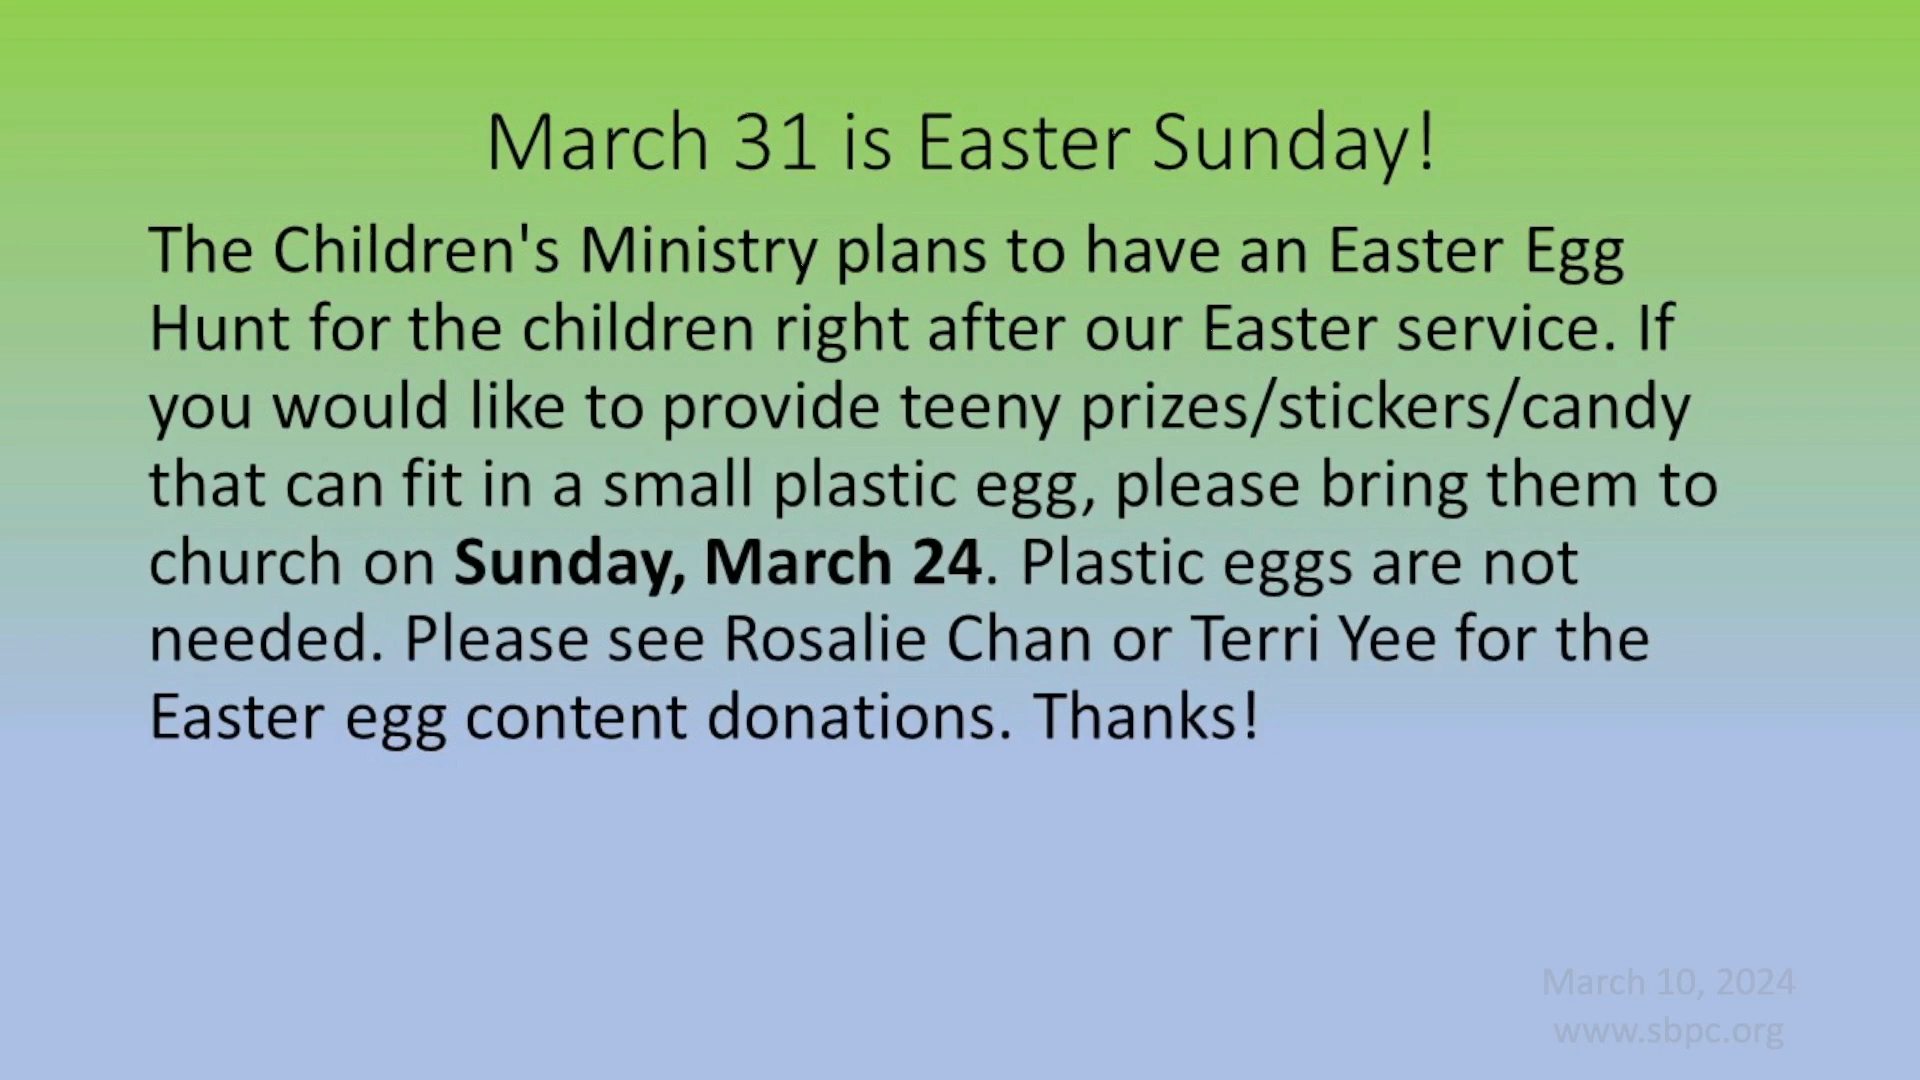 March 31 is Easter Sunday!
The Children's Ministry plans to have an Easter Egg
Hunt for the children right after our Easter service. If
you would like to provide teeny prizes/stickers/candy
that can fit in a small plastic egg, please bring them to
church on Sunday, March 24. Plastic eggs are not
needed. Please see Rosalie Chan or Terri Yee for the
Easter egg content donations. Thanks!
March 10, 2024
www.sbpc.org